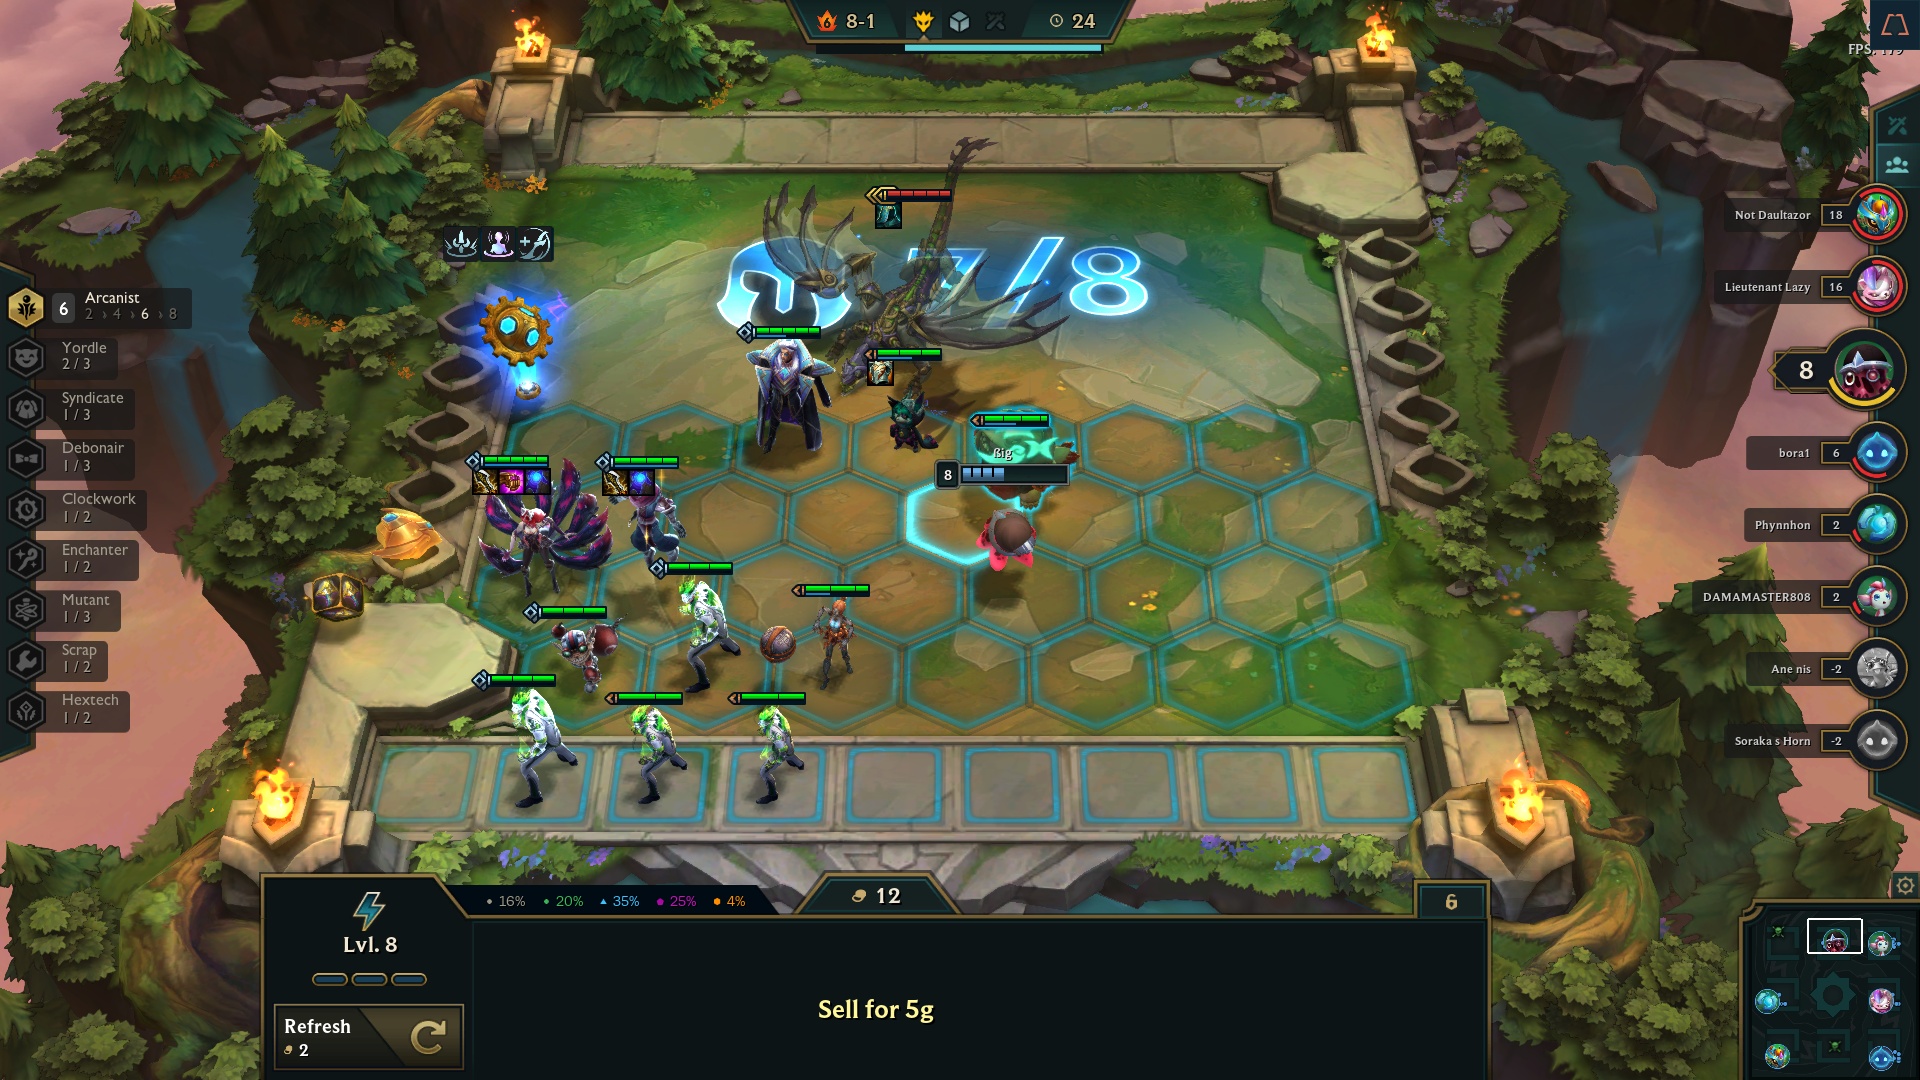 8-1
24
FPS: 179
7/8
6
Arcanist
2 › 4 › 6 › 8
Yordle
2 / 3
Syndicate
1 / 3
Debonair
1 / 3
Clockwork
1 / 2
Enchanter
1 / 2
Mutant
1 / 3
Scrap
1 / 2
Hextech
1 / 2
Not Daultazor 18
Lieutenant Lazy 16
8
bora1 6
Phynnhon 2
DAMAMASTER808 2
Ane nis -2
Soraka s Horn -2
ßig
8
16% 20% 35% 25% 4%
12
6
Lvl. 8
Refresh
2
Sell for 5g